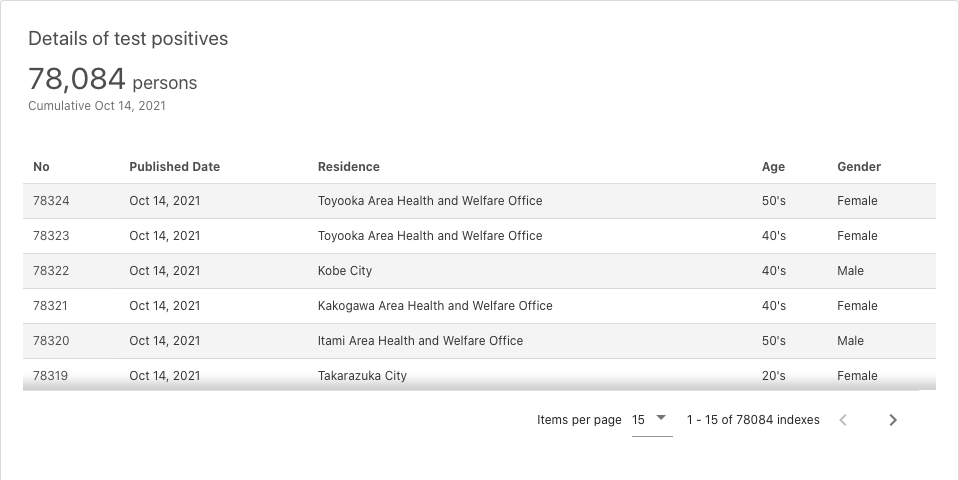 Details of test positives
78,084 persons
Cumulative Oct 14, 2021
No Published Date Residence Age Gender
78324 Oct 14, 2021 Toyooka Area Health and Welfare Office 50's Female
78323 Oct 14, 2021 Toyooka Area Health and Welfare Office 40's Female
78322 Oct 14, 2021 Kobe City 40's Male
78321 Oct 14, 2021 Kakogawa Area Health and Welfare Office 40's Female
78320 Oct 14, 2021 Itami Area Health and Welfare Office 50's Male
78319 Oct 14, 2021 Takarazuka City 20's Female
Items per page 15 1 - 15 of 78084 indexes